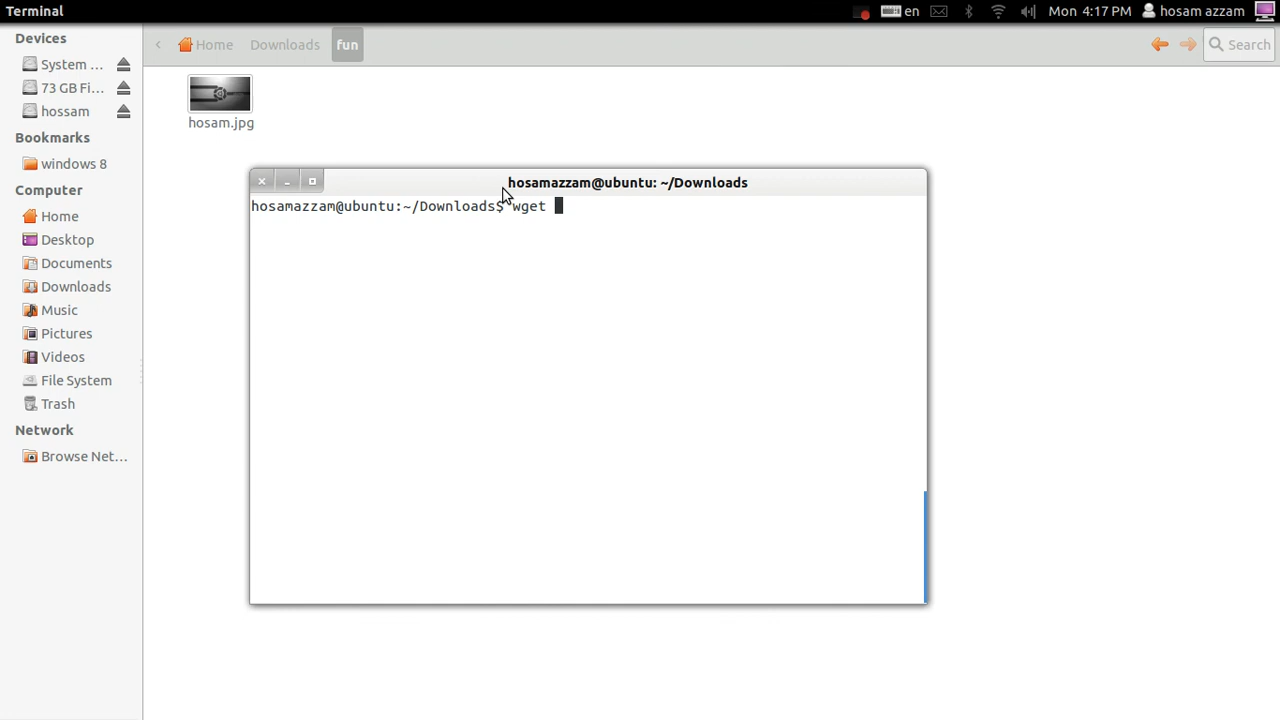 Terminal
en
Mon 4:17 PM
hosam azzam
Devices
System ...
73 GB Fi...
hossam
Bookmarks
windows 8
Computer
Home
Desktop
Documents
Downloads
Music
Pictures
Videos
File System
Trash
Network
Browse Net...
Home
Downloads
fun
Search
hosam.jpg
hosamazzam@ubuntu: ~/Downloads
hosamazzam@ubuntu:~/Downloads$ wget